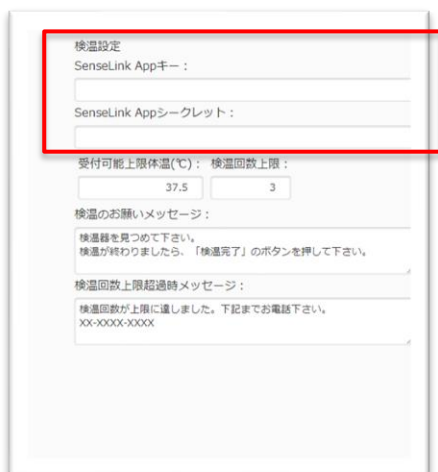 検温設定
SenseLink Appキー：
SenseLink Appシークレット：
受付可能上限体温(℃)： 検温回数上限：
37.5 3
検温のお願いメッセージ：
検温器を見つめて下さい。
検温が終わりましたら、「検温完了」のボタンを押して下さい。
検温回数上限超過時メッセージ：
検温回数が上限に達しました。下記までお電話下さい。
XX-XXXX-XXXX